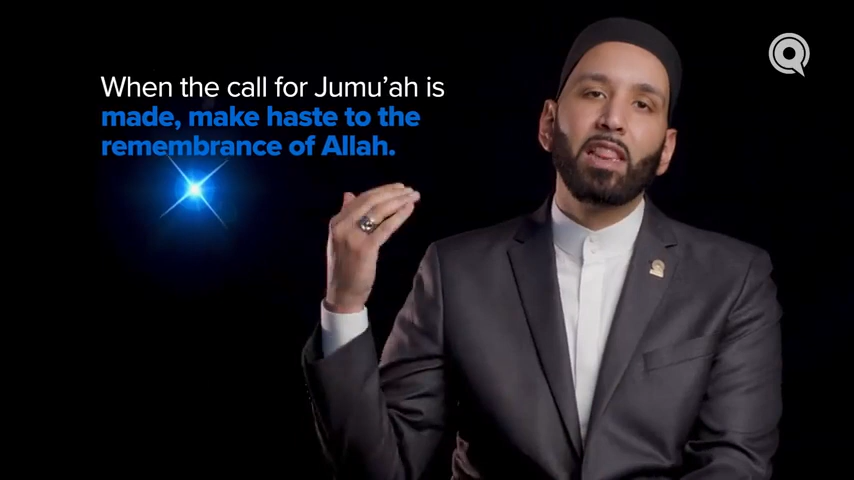 When the call for Jumu’ah is
made, make haste to the
remembrance of Allah.